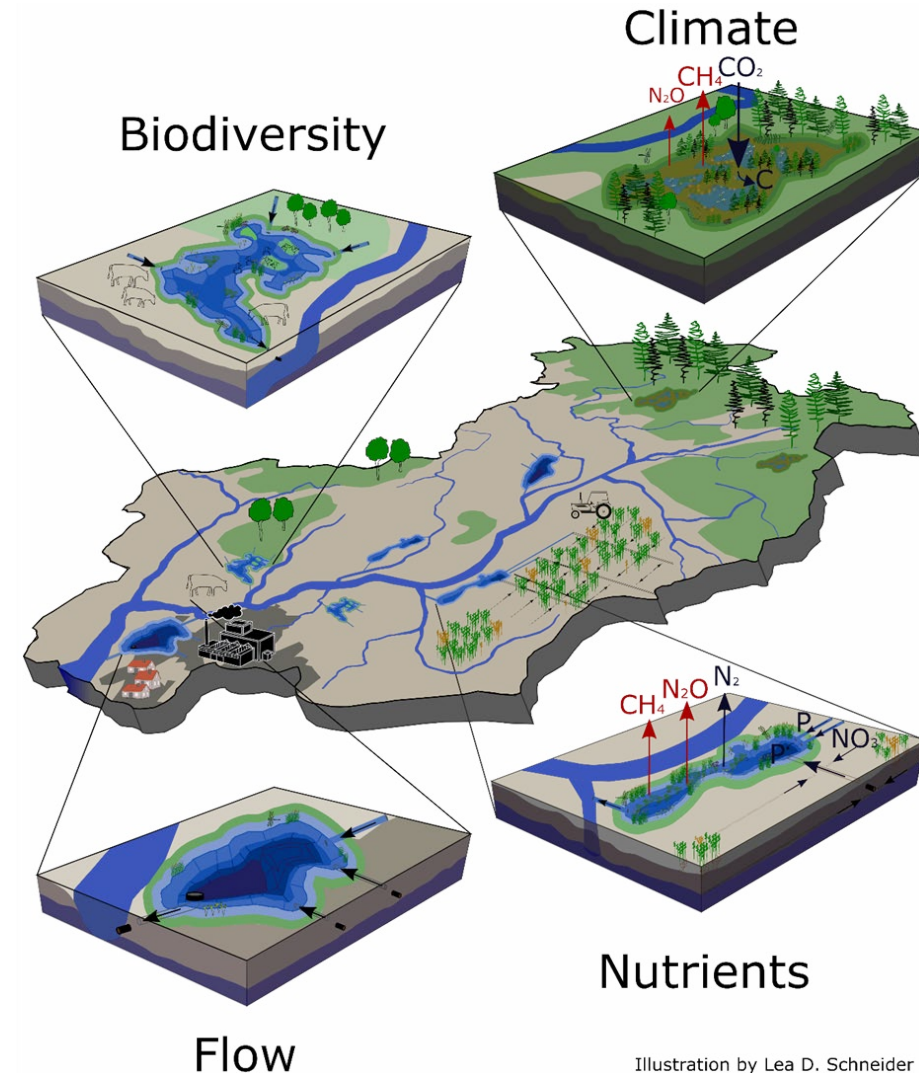 Climate
CO₂
CH₄
N₂O
C
Biodiversity
N₂
N₂O
CH₄
P
NO₃
P
Nutrients
Flow
Illustration by Lea D. Schneider